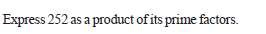 Express 252 as a product of its prime factors.